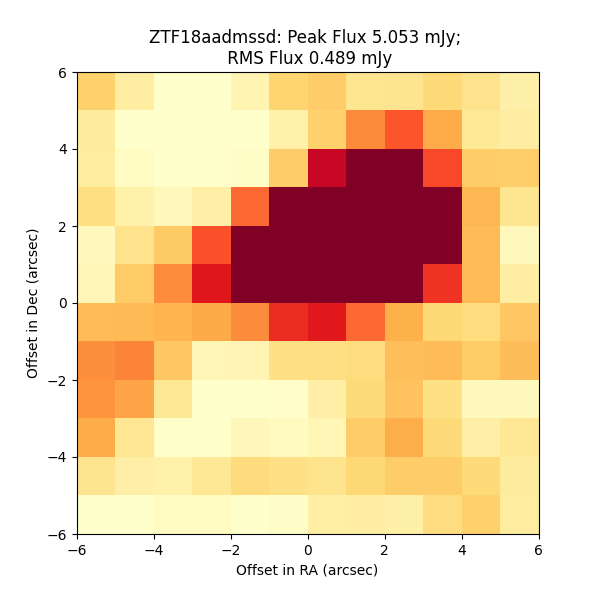 ZTF18aadmssd: Peak Flux 5.053 mJy;
RMS Flux 0.489 mJy
6
4
2
0
−2
−4
−6
Offset in Dec (arcsec)
−6 −4 −2 0 2 4 6
Offset in RA (arcsec)